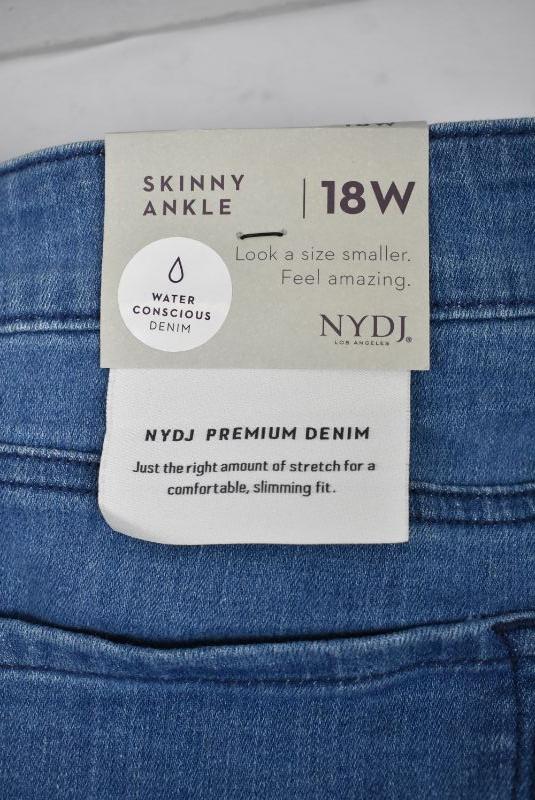 SKINNY
ANKLE
18W
Look a size smaller.
Feel amazing.
WATER
CONSCIOUS
DENIM
NYDJ®
LOS ANGELES
NYDJ PREMIUM DENIM
Just the right amount of stretch for a
comfortable, slimming fit.